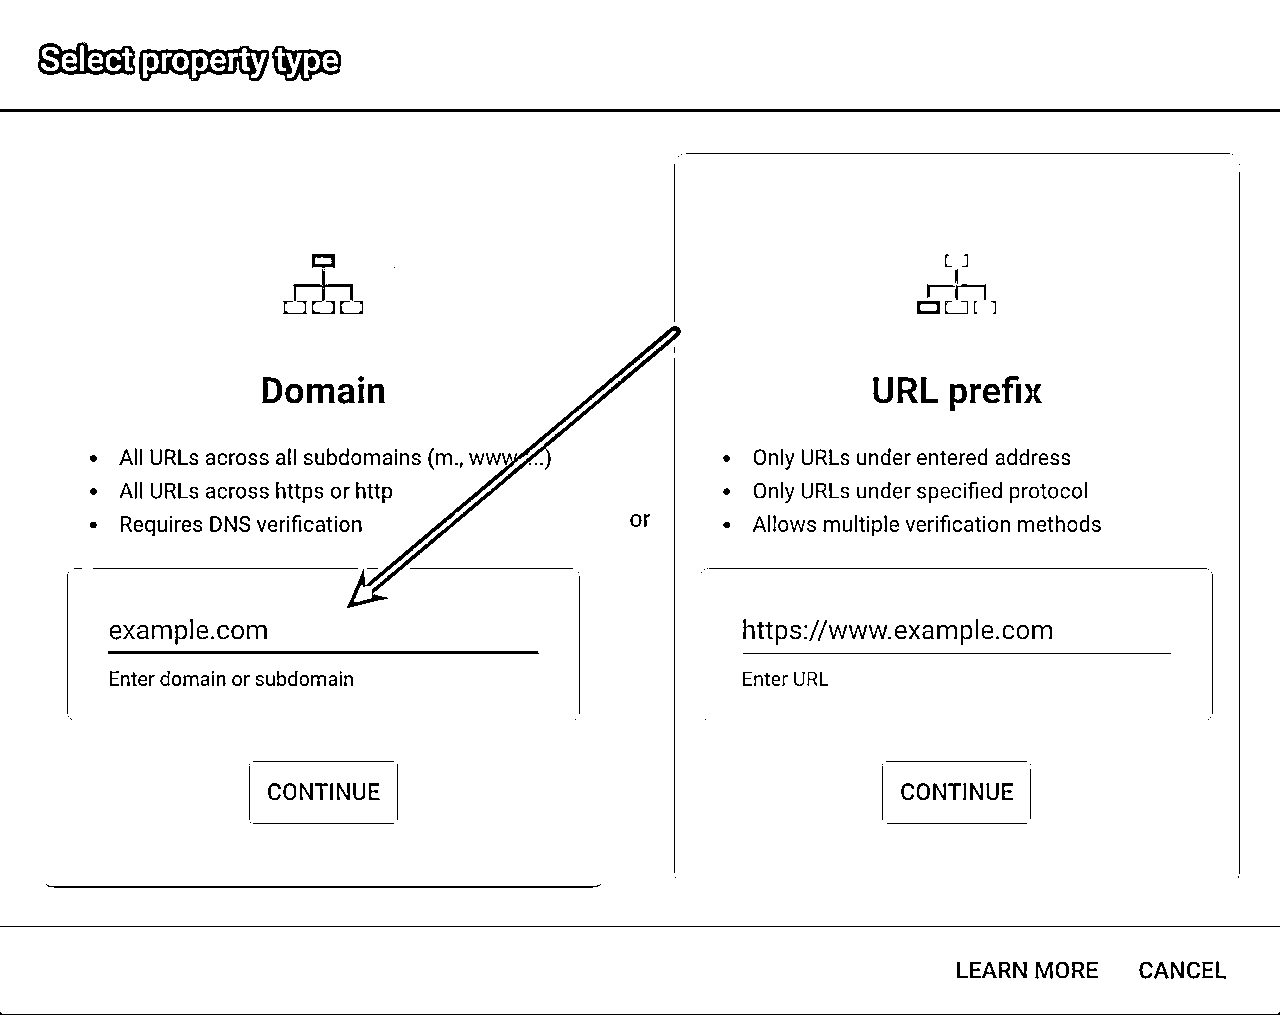 Select property type
Domain
All URLs across all subdomains (m., www. ...)
All URLs across https or http
Requires DNS verification
example.com
Enter domain or subdomain
CONTINUE
or
URL prefix
Only URLs under entered address
Only URLs under specified protocol
Allows multiple verification methods
https://www.example.com
Enter URL
CONTINUE
LEARN MORE
CANCEL